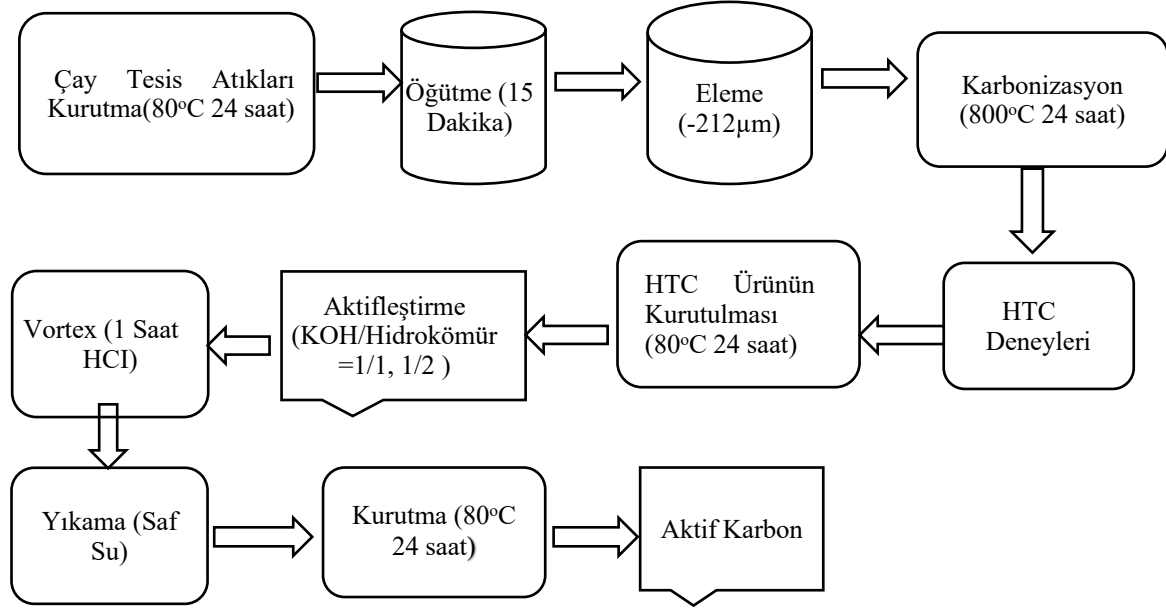 Çay Tesis Atıkları
Kurutma(80°C 24 saat)
Öğütme (15
Dakika)
Eleme
(-212µm)
Karbonizasyon
(800°C 24 saat)
HTC
Deneyleri
HTC Ürünün
Kurutulması
(80°C 24 saat)
Aktifleştirme
(KOH/Hidrokömür
=1/1, 1/2 )
Vortex (1 Saat
HCI)
Yıkama (Saf
Su)
Kurutma (80°C
24 saat)
Aktif Karbon